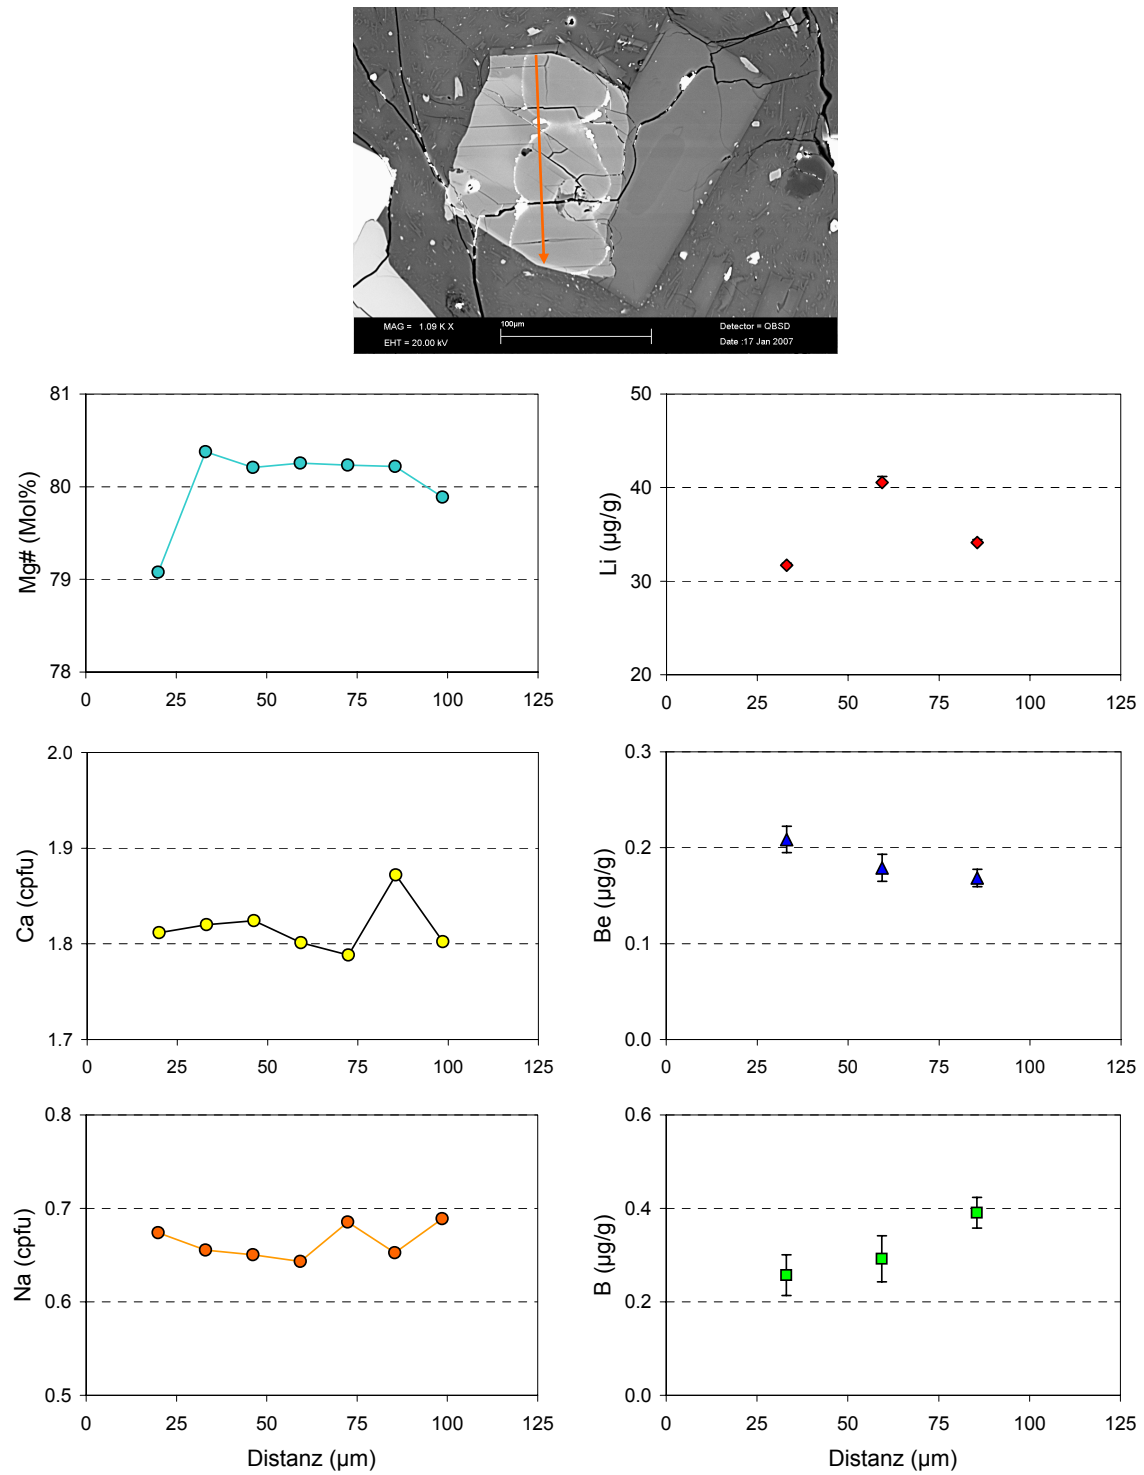 MAG = 1.09 K X
100µm
Detector = QBSD
EHT = 20.00 kV
Date :17 Jan 2007
Mg# (Mol%)
81
80
79
78
0 25 50 75 100 125
Li (µg/g)
50
40
30
20
0 25 50 75 100 125
Ca (cpfu)
2.0
1.9
1.8
1.7
0 25 50 75 100 125
Be (µg/g)
0.3
0.2
0.1
0.0
0 25 50 75 100 125
Na (cpfu)
0.8
0.7
0.6
0.5
0 25 50 75 100 125
Distanz (µm)
B (µg/g)
0.6
0.4
0.2
0.0
0 25 50 75 100 125
Distanz (µm)